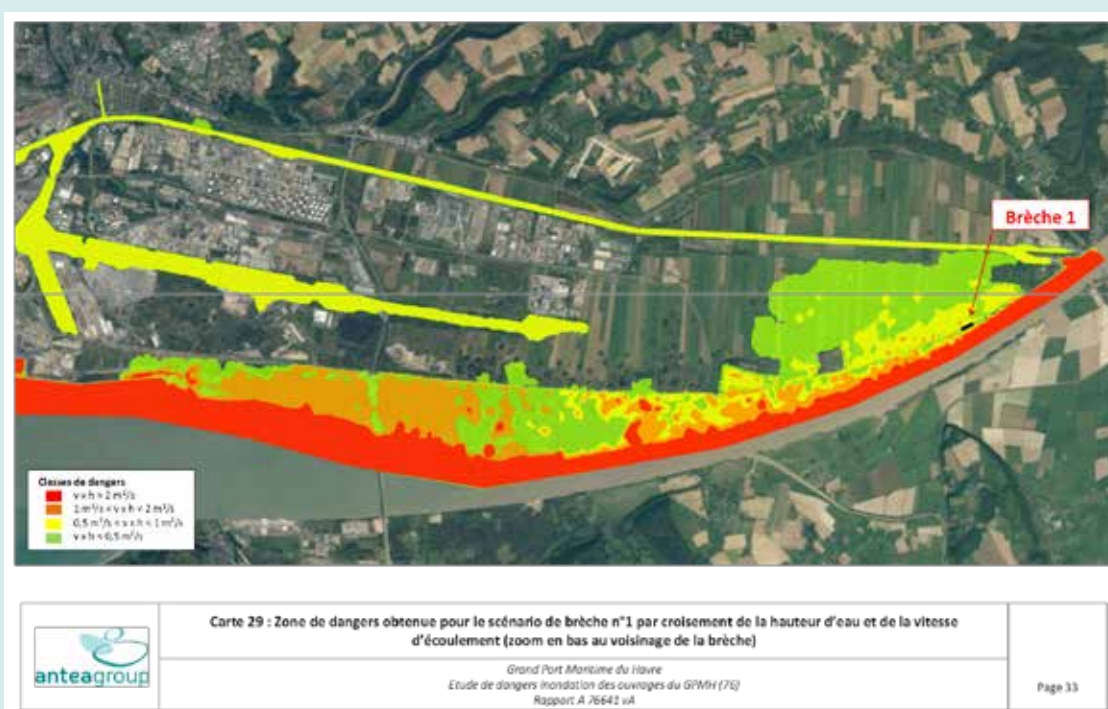 Brèche 1
Classes de dangers
v x h > 2 m²/s
1 m²/s < v x h < 2 m²/s
0,5 m²/s < v x h < 1 m²/s
v x h < 0,5 m²/s
anteagroup
Carte 29 : Zone de dangers obtenue pour le scénario de brèche n°1 par croisement de la hauteur d'eau et de la vitesse
d'écoulement (zoom en bas au voisinage de la brèche)
Grand Port Maritime du Havre
Etude de dangers inondation des ouvrages du GPMH (76)
Rapport A 76641 vA
Page 33